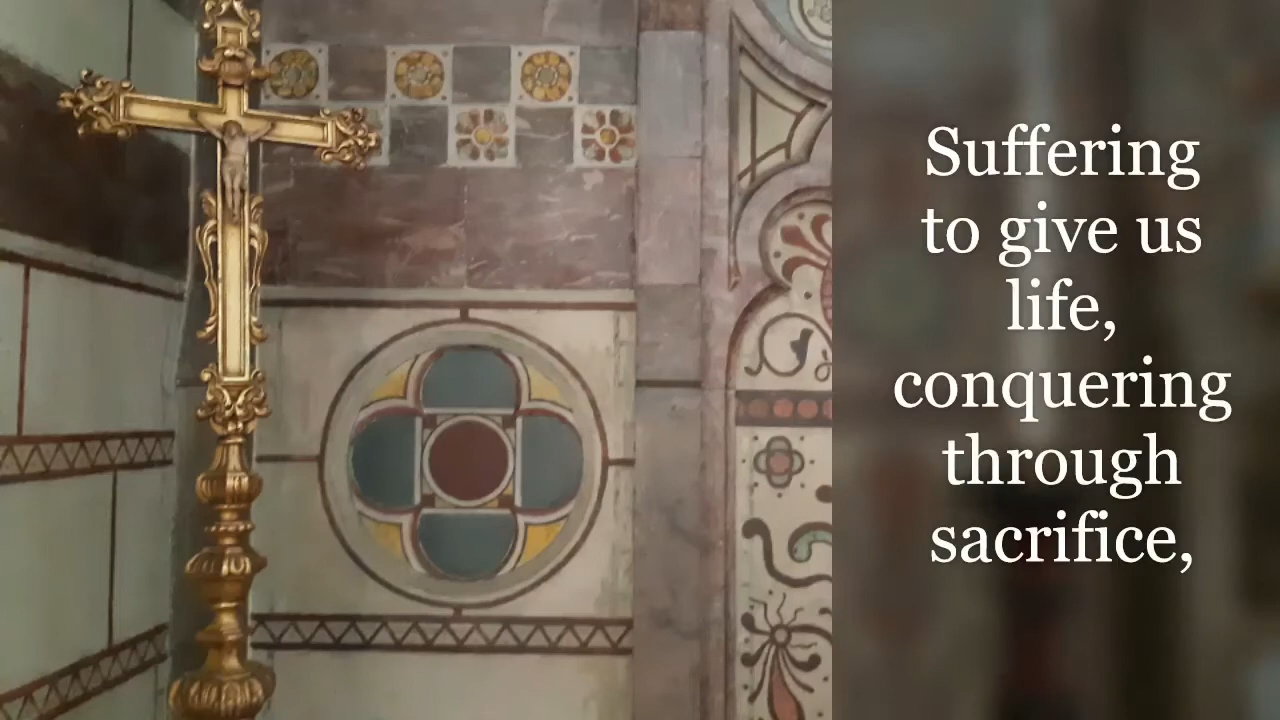 Suffering
to give us
life,
conquering
through
sacrifice,